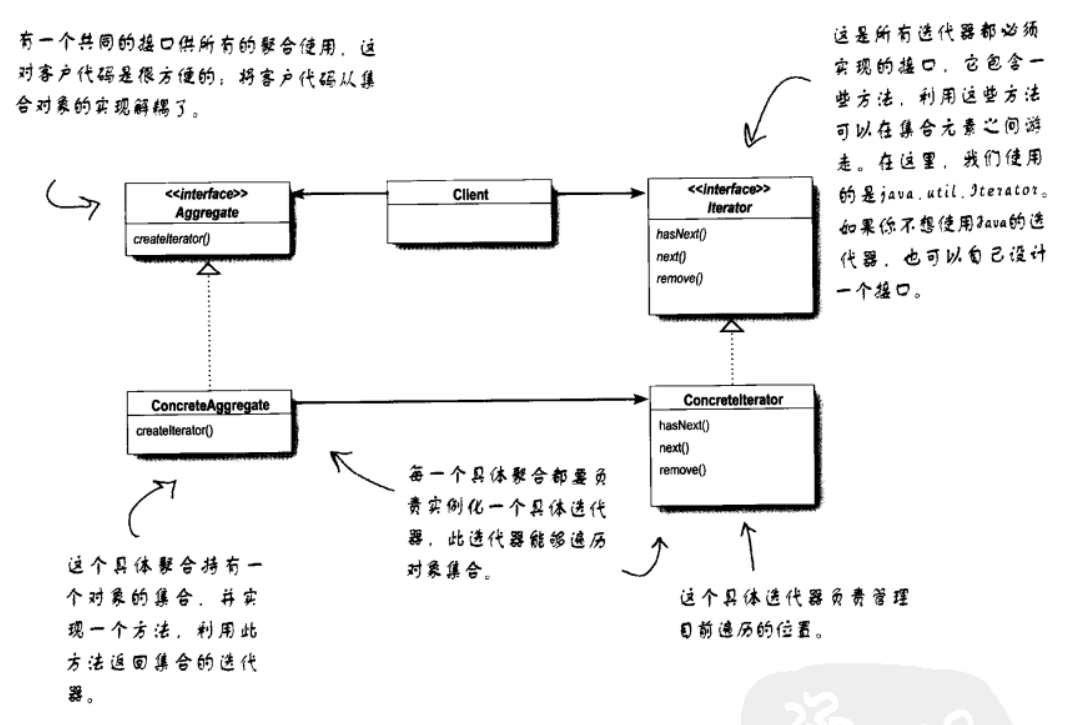 有一个共同的接口供所有的聚合使用，这
对客户代码是很方便的；将客户代码从集
合对象的实现解耦了。
这是所有迭代器都必须
实现的接口，它包含一
些方法，利用这些方法
可以在集合元素之间游
走。在这里，我们使用
的是java.util.Iterator。
如果你不想使用Java的迭
代器，也可以自己设计
一个接口。
<<interface>>
Aggregate
createIterator()
Client
<<interface>>
Iterator
hasNext()
next()
remove()
ConcreteAggregate
createIterator()
ConcreteIterator
hasNext()
next()
remove()
每一个具体聚合都要负
责实例化一个具体迭代
器，此迭代器能够遍历
对象集合。
这个具体聚合持有一
个对象的集合，并实
现一个方法，利用此
方法返回集合的迭代
器。
这个具体迭代器负责管理
目前遍历的位置。